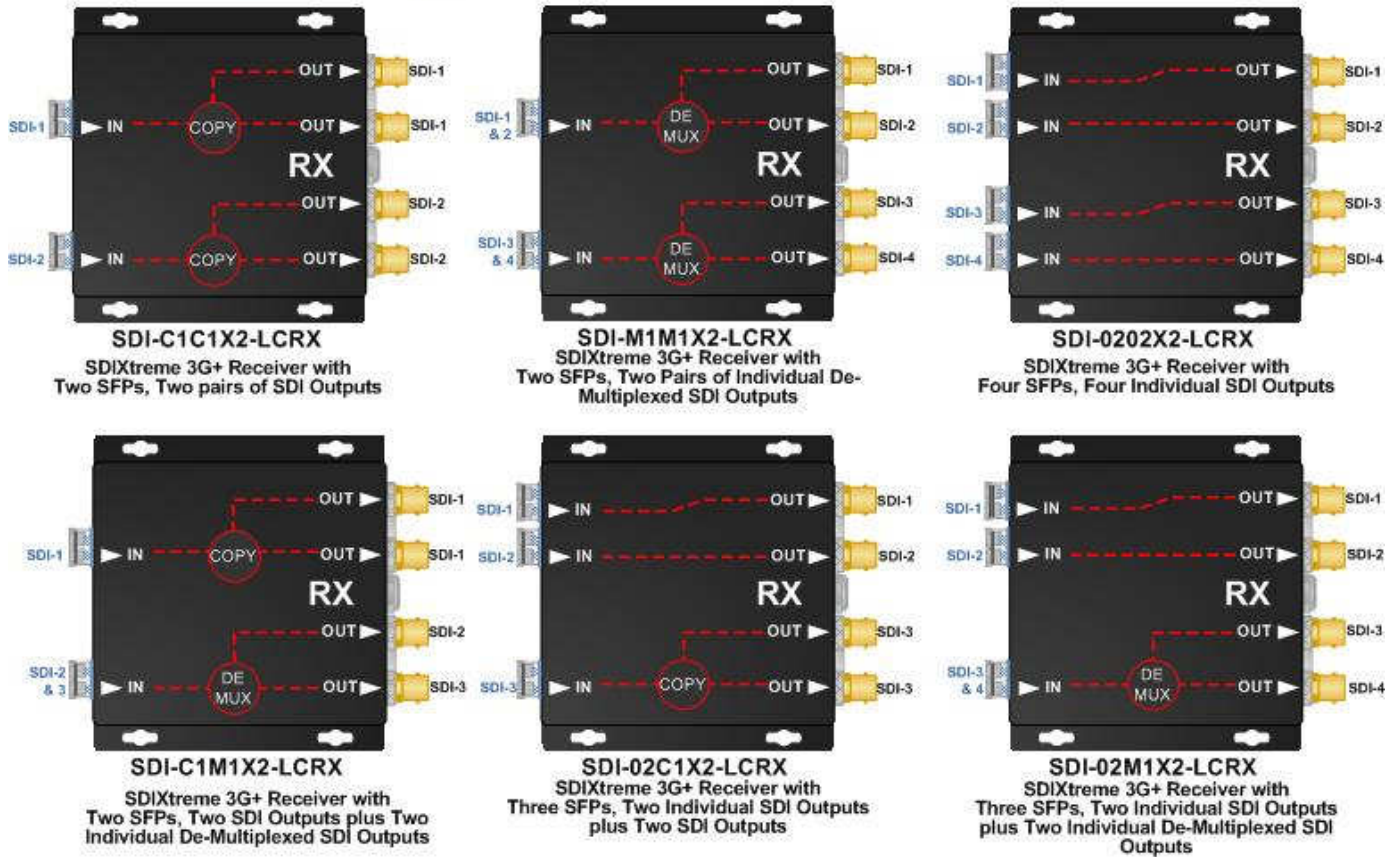 OUT SDI-1
SDI-1 IN COPY OUT SDI-1
RX
OUT SDI-2
SDI-2 IN COPY OUT SDI-2
SDI-C1C1X2-LCRX
SDIXtreme 3G+ Receiver with
Two SFPs, Two pairs of SDI Outputs
OUT SDI-1
SDI-1
& 2 IN DE
MUX OUT SDI-2
RX
OUT SDI-3
SDI-3
& 4 IN DE
MUX OUT SDI-4
SDI-M1M1X2-LCRX
SDIXtreme 3G+ Receiver with
Two SFPs, Two Pairs of Individual De-
Multiplexed SDI Outputs
SDI-1 IN OUT SDI-1
SDI-2 IN OUT SDI-2
RX
SDI-3 IN OUT SDI-3
SDI-4 IN OUT SDI-4
SDI-0202X2-LCRX
SDIXtreme 3G+ Receiver with
Four SFPs, Four Individual SDI Outputs
OUT SDI-1
SDI-1 IN COPY OUT SDI-1
RX
OUT SDI-2
SDI-2
& 3 IN DE
MUX OUT SDI-3
SDI-C1M1X2-LCRX
SDIXtreme 3G+ Receiver with
Two SFPs, Two SDI Outputs plus Two
Individual De-Multiplexed SDI Outputs
SDI-1 IN OUT SDI-1
SDI-2 IN OUT SDI-2
RX
OUT SDI-3
SDI-3 IN COPY OUT SDI-3
SDI-02C1X2-LCRX
SDIXtreme 3G+ Receiver with
Three SFPs, Two Individual SDI Outputs
plus Two SDI Outputs
SDI-1 IN OUT SDI-1
SDI-2 IN OUT SDI-2
RX
OUT SDI-3
SDI-3
& 4 IN DE
MUX OUT SDI-4
SDI-02M1X2-LCRX
SDIXtreme 3G+ Receiver with
Three SFPs, Two Individual SDI Outputs
plus Two Individual De-Multiplexed SDI
Outputs